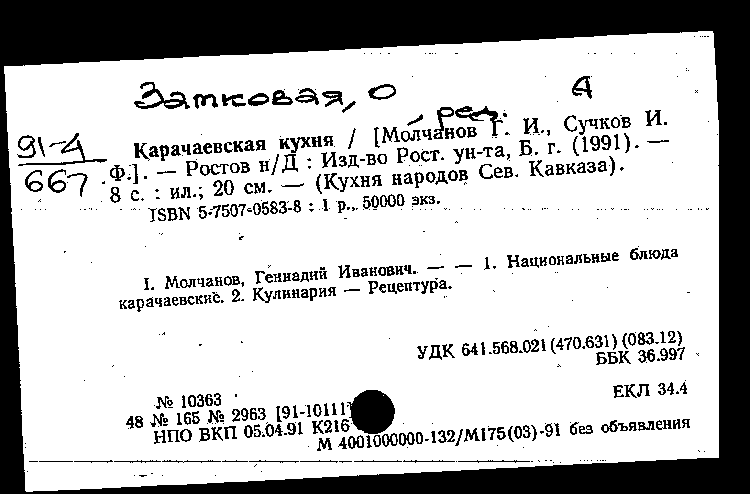 Затковая, О
А
ред.
91-4
667
Карачаевская кухня / [Молчанов Г. И., Сучков И.
Ф.]. — Ростов н/Д : Изд-во Рост. ун-та, Б. г. (1991). —
8 с. : ил.; 20 см. — (Кухня народов Сев. Кавказа).
ISBN 5-7507-0583-8 : 1 р., 50000 экз.
I. Молчанов, Геннадий Иванович. — — 1. Национальные блюда
карачаевские. 2. Кулинария — Рецептура.
УДК 641.568.021(470.631)(083.12)
ББК 36.997
№ 10363
ЕКЛ 34.4
48 № 165 № 2963 [91-10111]
НПО ВКП 05.04.91 К216
М 4001000000-132/М175(03)-91 без объявления